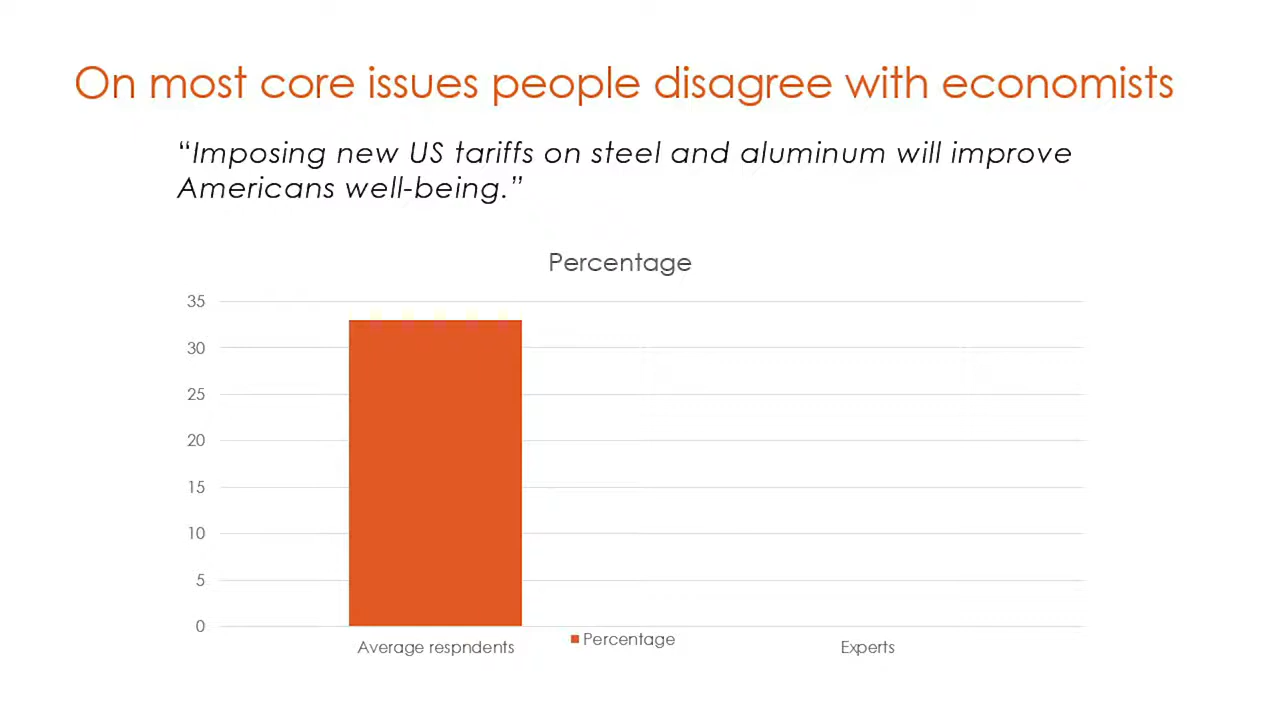 On most core issues people disagree with economists
“Imposing new US tariffs on steel and aluminum will improve
Americans well-being.”
Percentage
35
30
25
20
15
10
5
0
Average respndents
Percentage
Experts